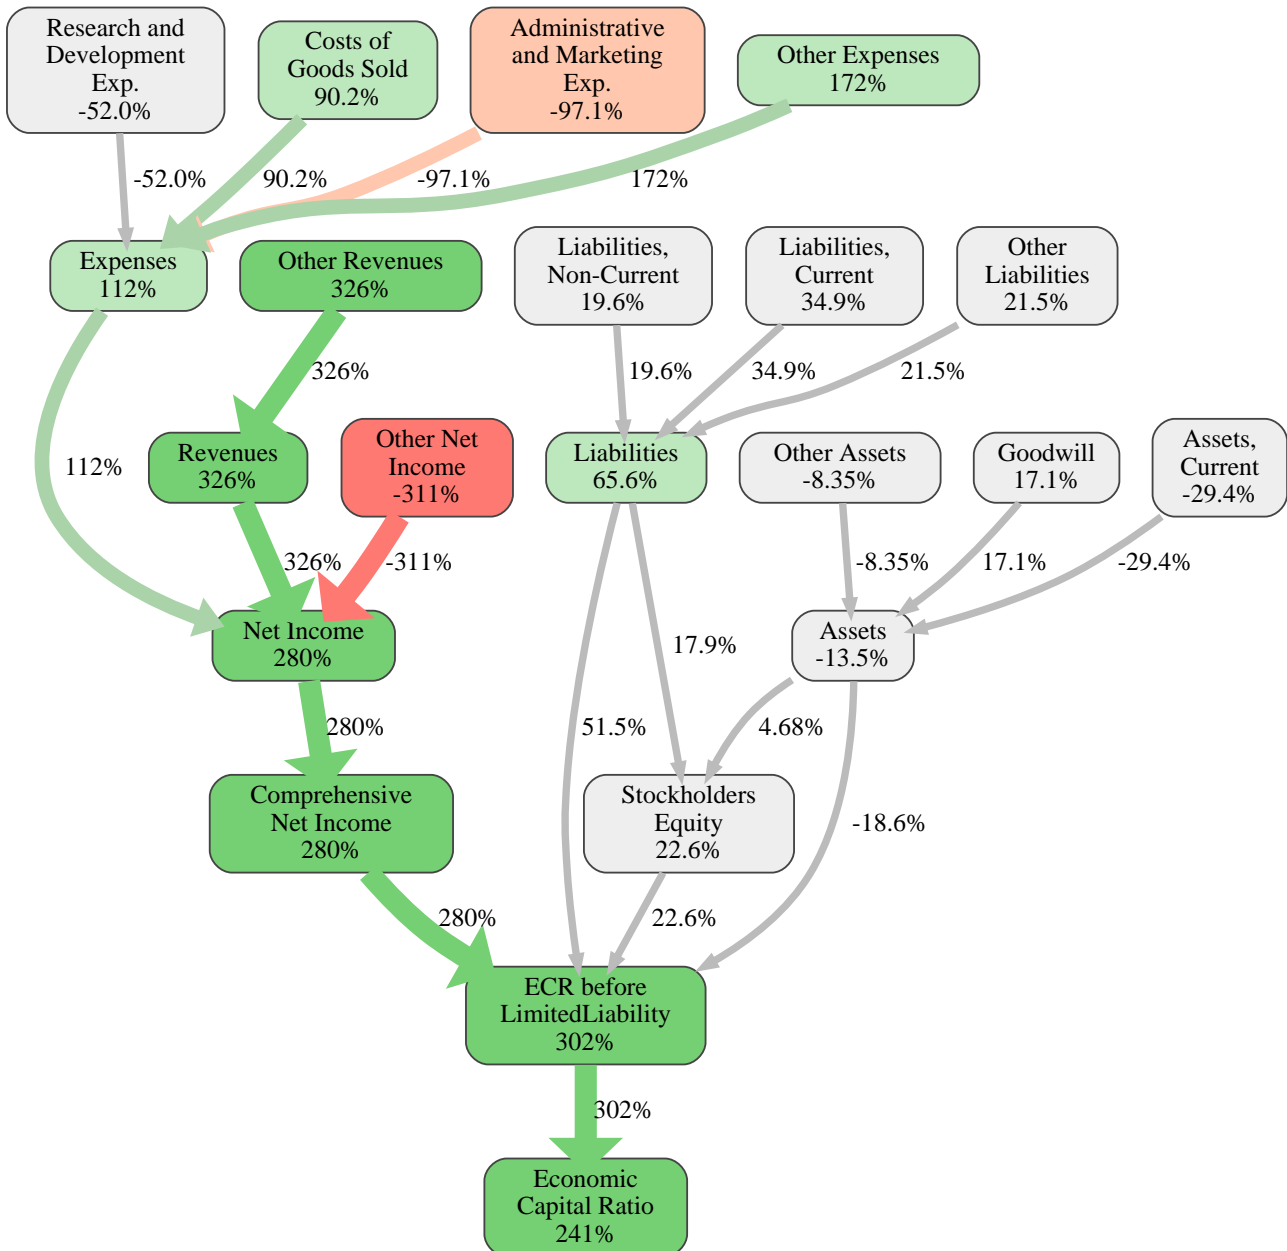 Research and
Development
Exp.
-52.0%
Costs of
Goods Sold
90.2%
Administrative
and Marketing
Exp.
-97.1%
Other Expenses
172%
-52.0%
90.2%
-97.1%
172%
Expenses
112%
Other Revenues
326%
Liabilities,
Non-Current
19.6%
Liabilities,
Current
34.9%
Other
Liabilities
21.5%
326%
19.6%
34.9%
21.5%
112%
Revenues
326%
Other Net
Income
-311%
Liabilities
65.6%
Other Assets
-8.35%
Goodwill
17.1%
Assets,
Current
-29.4%
326%
-311%
-8.35%
17.1%
-29.4%
Net Income
280%
17.9%
Assets
-13.5%
280%
51.5%
4.68%
Comprehensive
Net Income
280%
Stockholders
Equity
22.6%
-18.6%
280%
22.6%
ECR before
LimitedLiability
302%
302%
Economic
Capital Ratio
241%